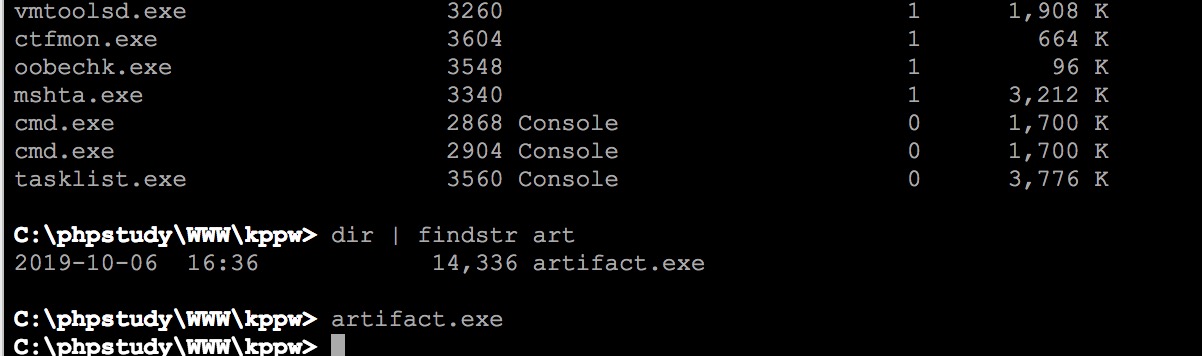 vmtoolsd.exe 3260 1 1,908 K
ctfmon.exe 3604 1 664 K
oobechk.exe 3548 1 96 K
mshta.exe 3340 1 3,212 K
cmd.exe 2868 Console 0 1,700 K
cmd.exe 2904 Console 0 1,700 K
tasklist.exe 3560 Console 0 3,776 K
C:\phpstudy\WWW\kppw> dir | findstr art
2019-10-06 16:36 14,336 artifact.exe
C:\phpstudy\WWW\kppw> artifact.exe
C:\phpstudy\WWW\kppw>